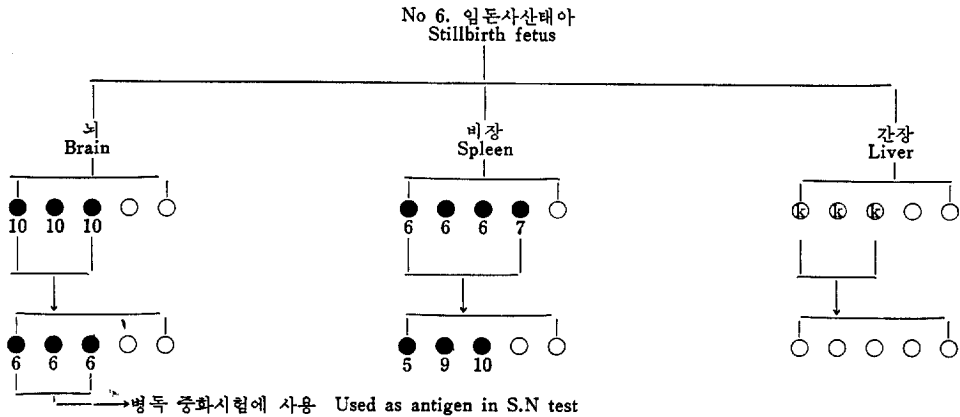 No 6. 임돈사산태아
Stillbirth fetus
뇌 비장 간장
Brain Spleen Liver
10 10 10 6 6 6 7 k k k
6 6 6 5 9 10
병독 중화시험에 사용 Used as antigen in S.N test